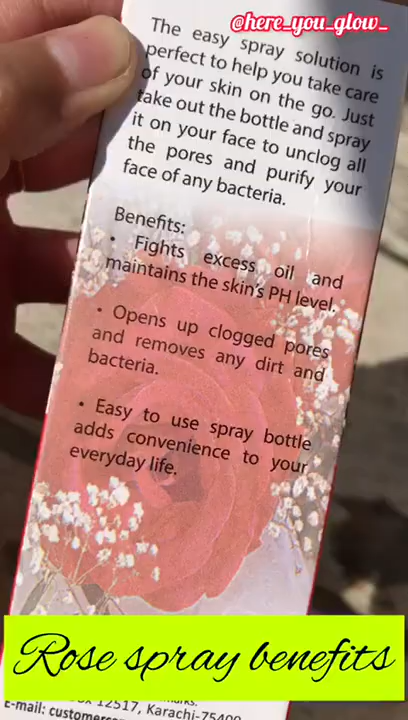 @here_you_glow_
The easy spray solution is
perfect to help you take care
of your skin on the go. Just
take out the bottle and spray
it on your face to unclog all
the pores and purify your
face of any bacteria.
Benefits:
• Fights excess oil and
maintains the skin's PH level.
• Opens up clogged pores
and removes any dirt and
bacteria.
• Easy to use spray bottle
adds convenience to your
everyday life.
Rose spray benefits
12517, Karachi-75400
E-mail: